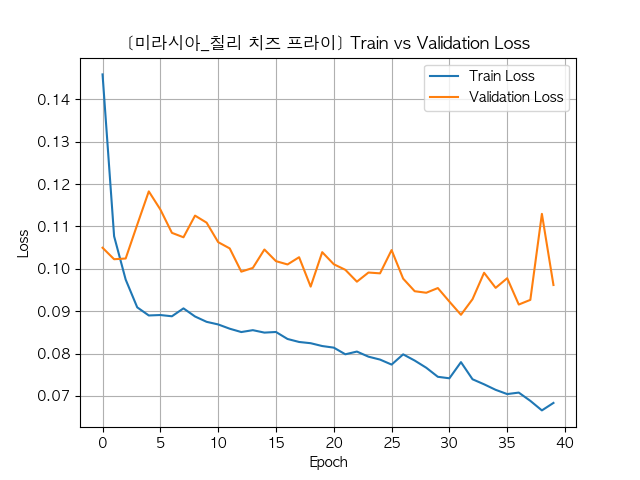 [미라시아_칠리 치즈 프라이] Train vs Validation Loss
Train Loss
Validation Loss
Loss
0.14
0.13
0.12
0.11
0.10
0.09
0.08
0.07
0 5 10 15 20 25 30 35 40
Epoch